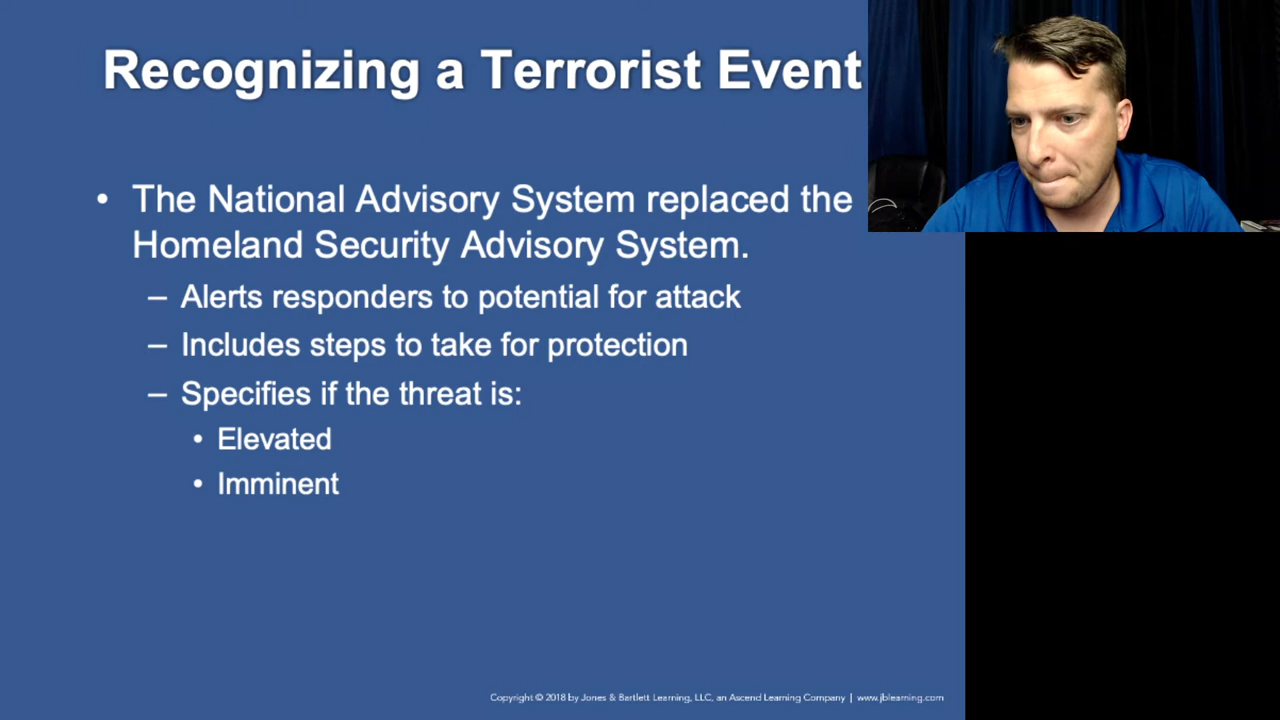 Recognizing a Terrorist Event
• The National Advisory System replaced the
Homeland Security Advisory System.
– Alerts responders to potential for attack
– Includes steps to take for protection
– Specifies if the threat is:
• Elevated
• Imminent
Copyright © 2018 by Jones & Bartlett Learning, LLC, an Ascend Learning Company | www.jblearning.com